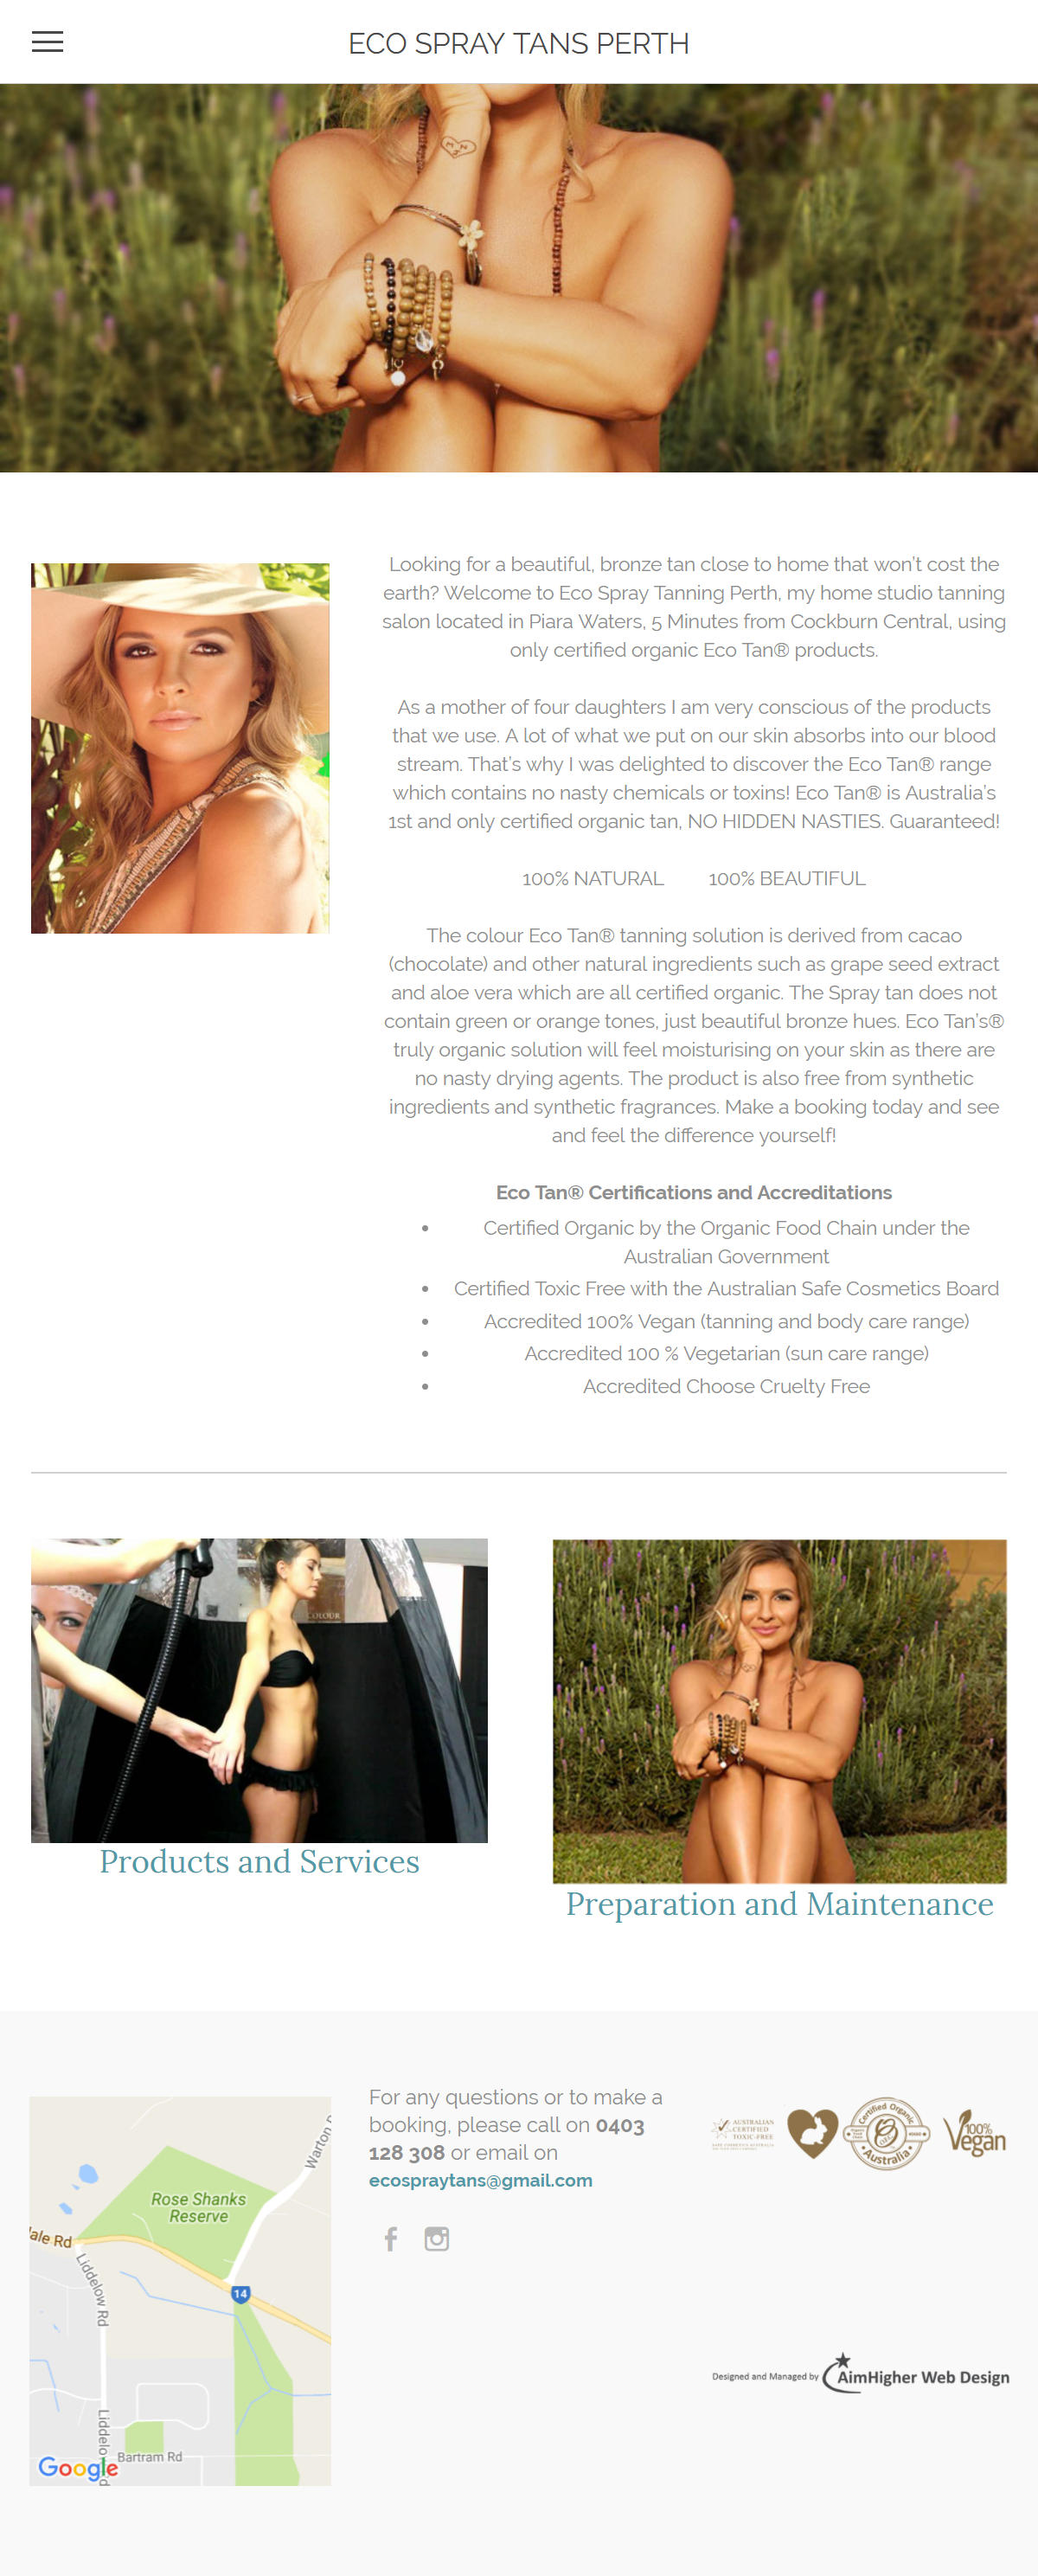 ECO SPRAY TANS PERTH
Looking for a beautiful, bronze tan close to home that won't cost the
earth? Welcome to Eco Spray Tanning Perth, my home studio tanning
salon located in Piara Waters, 5 Minutes from Cockburn Central, using
only certified organic Eco Tan® products.
As a mother of four daughters I am very conscious of the products
that we use. A lot of what we put on our skin absorbs into our blood
stream. That's why I was delighted to discover the Eco Tan® range
which contains no nasty chemicals or toxins! Eco Tan® is Australia's
1st and only certified organic tan, NO HIDDEN NASTIES. Guaranteed!
100% NATURAL 100% BEAUTIFUL
The colour Eco Tan® tanning solution is derived from cacao
(chocolate) and other natural ingredients such as grape seed extract
and aloe vera which are all certified organic. The Spray tan does not
contain green or orange tones, just beautiful bronze hues. Eco Tan's®
truly organic solution will feel moisturising on your skin as there are
no nasty drying agents. The product is also free from synthetic
ingredients and synthetic fragrances. Make a booking today and see
and feel the difference yourself!
Eco Tan® Certifications and Accreditations
• Certified Organic by the Organic Food Chain under the
Australian Government
• Certified Toxic Free with the Australian Safe Cosmetics Board
• Accredited 100% Vegan (tanning and body care range)
• Accredited 100 % Vegetarian (sun care range)
• Accredited Choose Cruelty Free
COLOUR
Products and Services
Preparation and Maintenance
For any questions or to make a
booking, please call on 0403
128 308 or email on
ecospraytans@gmail.com
AUSTRALIAN
CERTIFIED
TOXIC-FREE
Certified Organic
Australia
100%
Vegan
Warton
Rose Shanks
Reserve
ale Rd
Liddelow Rd
14
Liddelo
Bartram Rd
Google
Designed and Managed by AimHigher Web Design